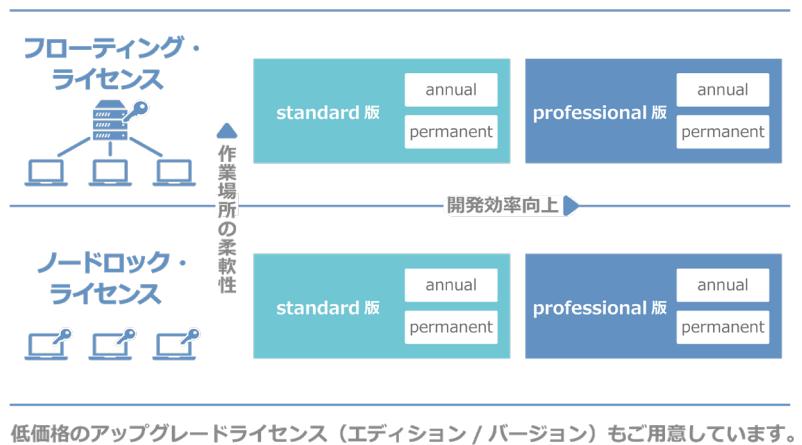 フローティング・
ライセンス
standard 版
annual
permanent
professional 版
annual
permanent
作業場所の柔軟性
開発効率向上
ノードロック・
ライセンス
standard 版
annual
permanent
professional 版
annual
permanent
低価格のアップグレードライセンス（エディション / バージョン）もご用意しています。